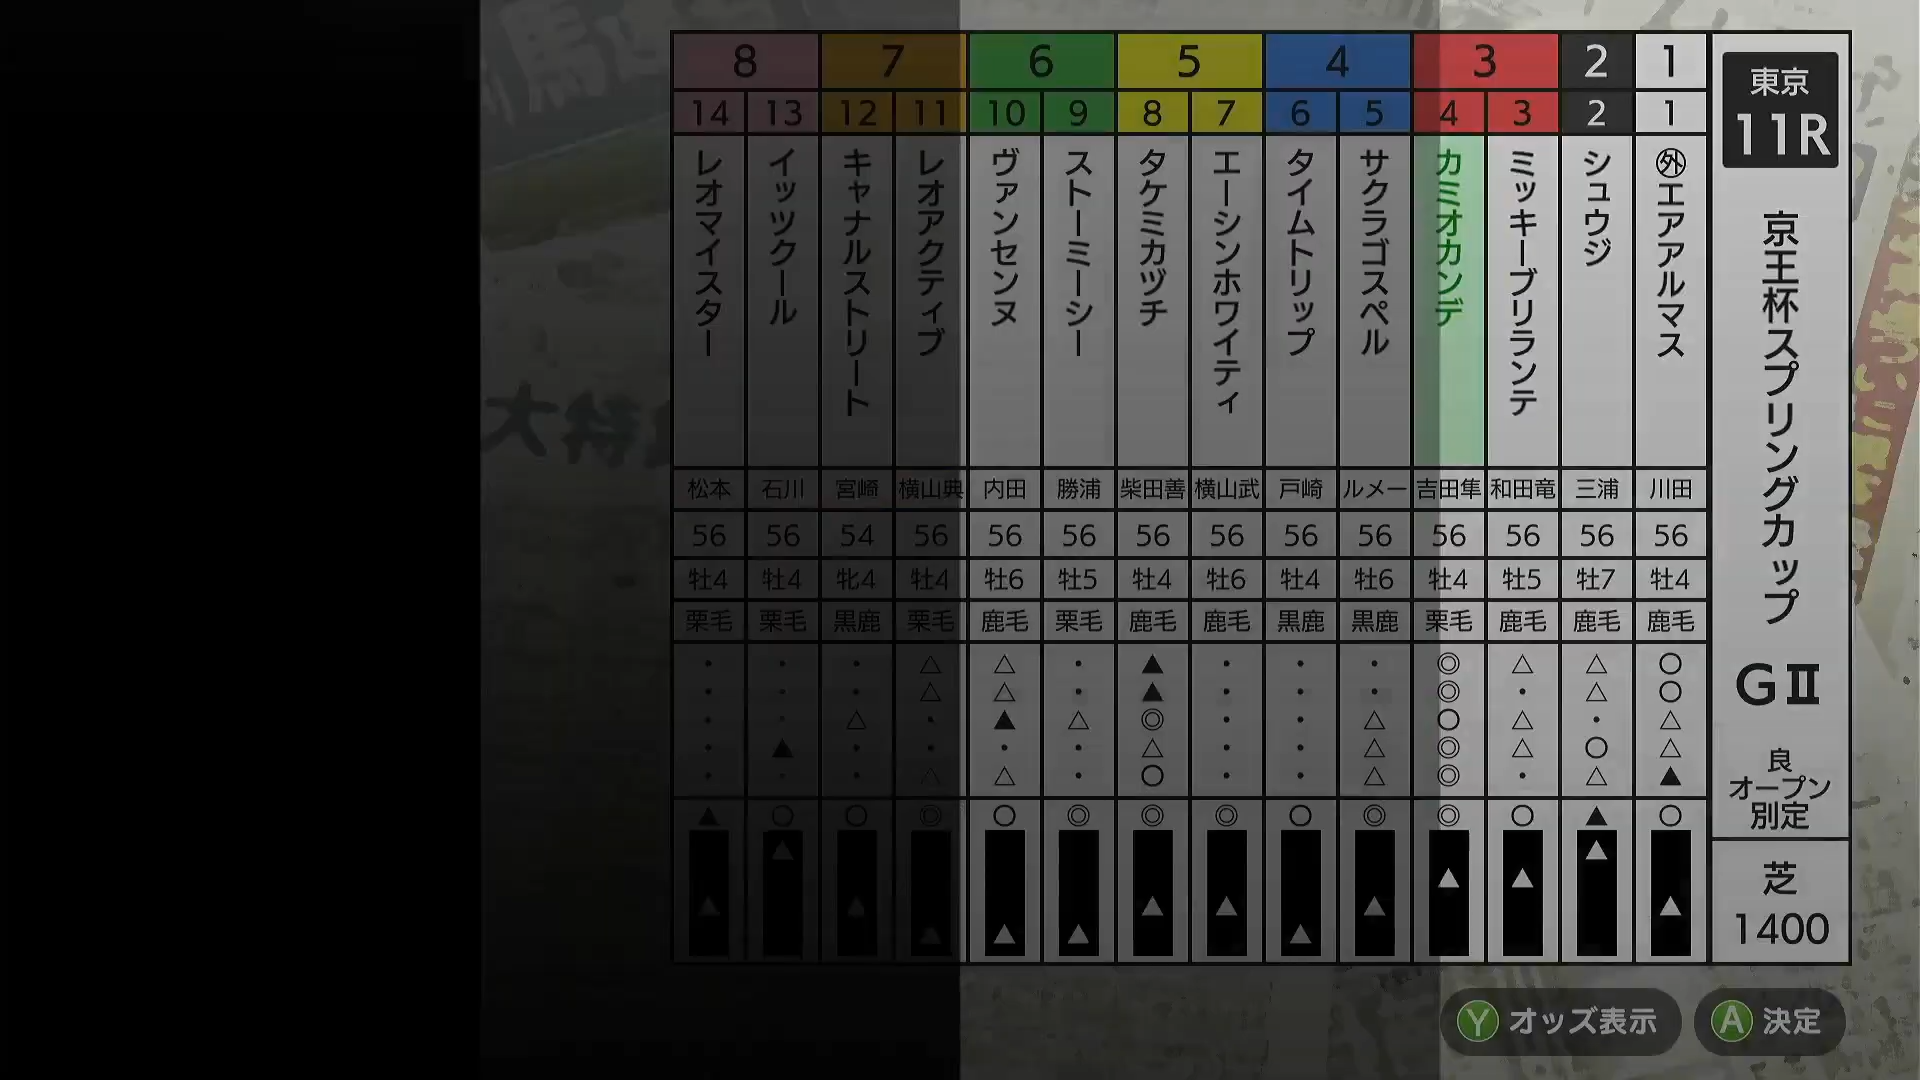 東京
11R
京王杯スプリングカップ
GⅡ
良
オープン
別定
芝
1400
1 2 3 4 5 6 7 8
1
外エアアルマス
川田
56
牡4
鹿毛
○
○
△
△
▲
○
▲
2
シュウジ
三浦
56
牡7
鹿毛
△
△
・
○
△
▲
▲
3
ミッキーブリランテ
和田竜
56
牡5
鹿毛
△
・
△
△
・
○
▲
4
カミオカンデ
吉田隼
56
牡4
栗毛
◎
◎
○
◎
◎
◎
▲
5
サクラゴスペル
ルメー
56
牡6
黒鹿
・
・
△
△
△
◎
▲
6
タイムトリップ
戸崎
56
牡4
黒鹿
・
・
・
・
・
○
▲
7
エーシンホワイティ
横山武
56
牡6
鹿毛
・
・
・
・
・
◎
▲
8
タケミカヅチ
柴田善
56
牡4
鹿毛
▲
▲
◎
△
○
◎
▲
9
ストーミーシー
勝浦
56
牡5
栗毛
・
・
△
・
・
◎
▲
10
ヴァンセンヌ
内田
56
牡6
鹿毛
△
△
▲
・
△
○
▲
11
レオアクティブ
横山典
56
牡4
栗毛
△
△
・
・
△
◎
▲
12
キャナルストリート
宮崎
54
牝4
黒鹿
・
・
△
・
・
○
▲
13
イッツクール
石川
56
牡4
栗毛
・
・
・
▲
・
○
▲
14
レオマイスター
松本
56
牡4
栗毛
・
・
・
・
・
▲
▲
Y オッズ表示
A 決定